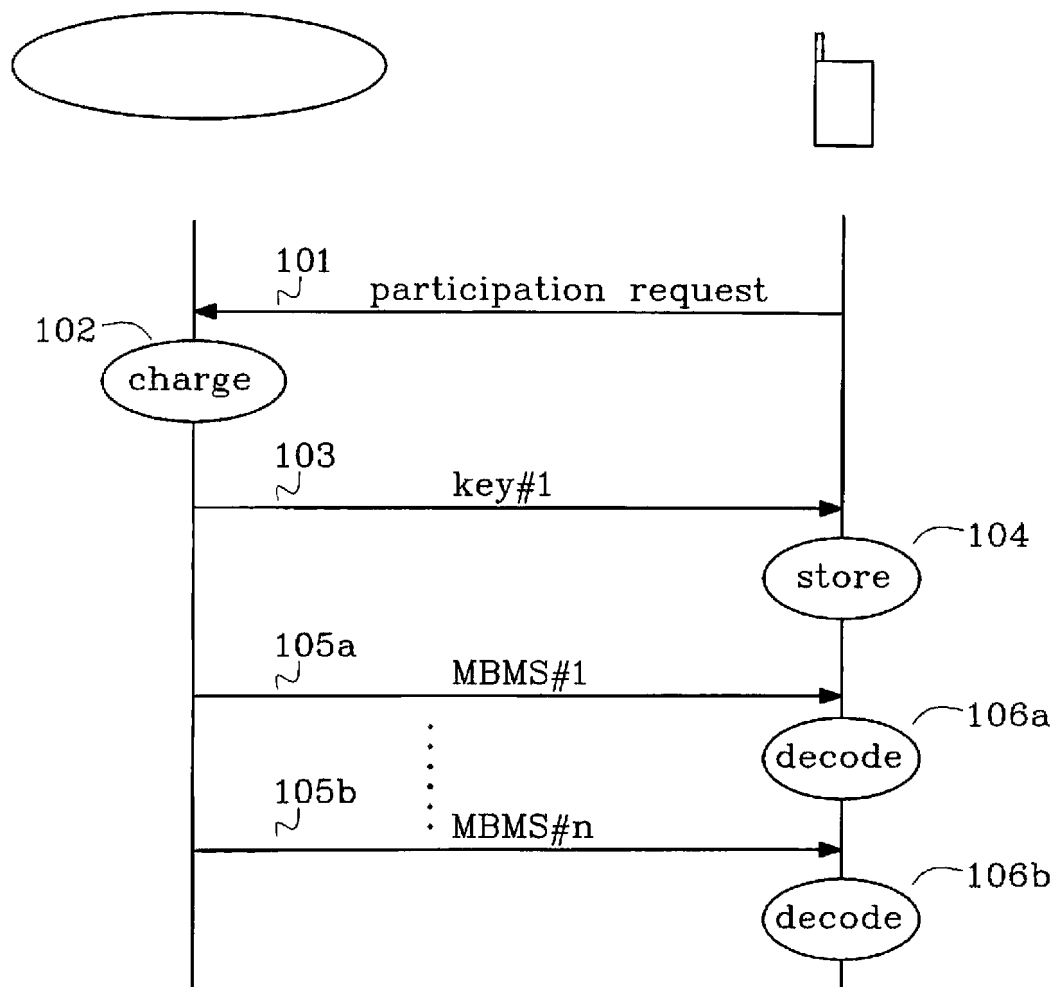 101
participation request
102
charge
103
key#1
104
store
105a
MBMS#1
106a
decode
105b
MBMS#n
106b
decode